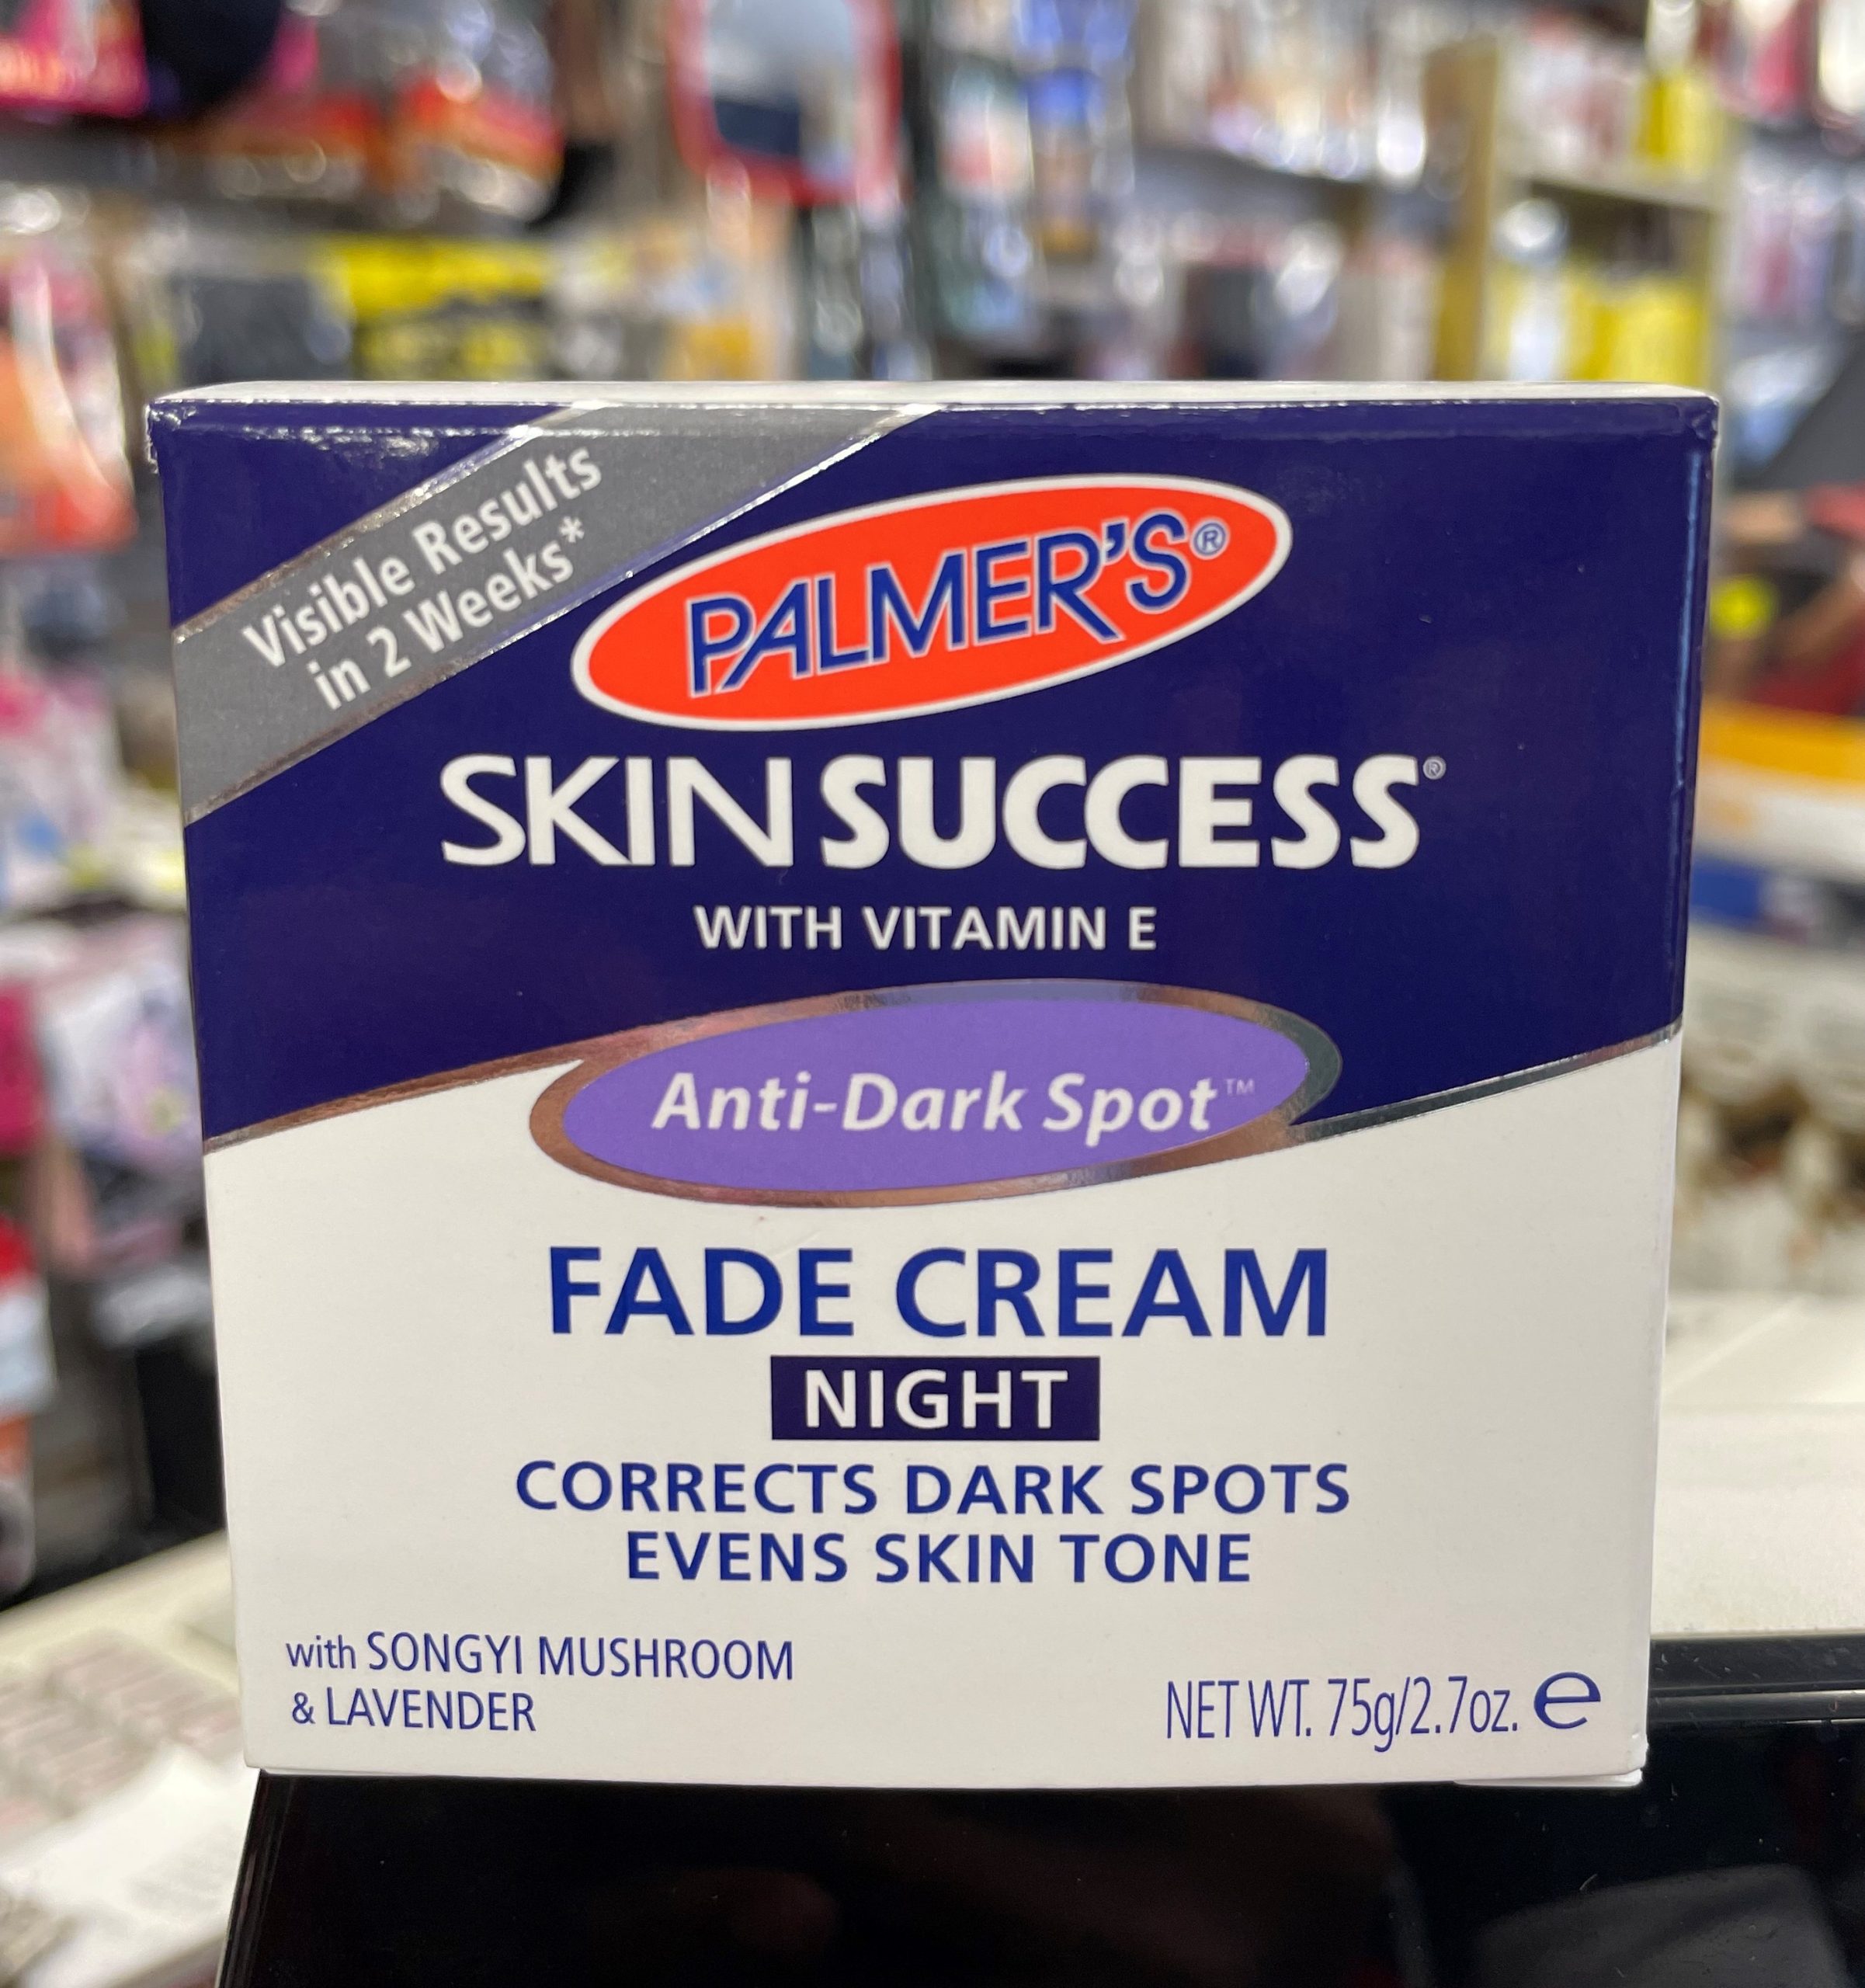 Visible Results
in 2 Weeks*
PALMER'S®
SKIN SUCCESS®
WITH VITAMIN E
Anti-Dark Spot™
FADE CREAM
NIGHT
CORRECTS DARK SPOTS
EVENS SKIN TONE
with SONGYI MUSHROOM
& LAVENDER
NET WT. 75g/2.7oz. ℮